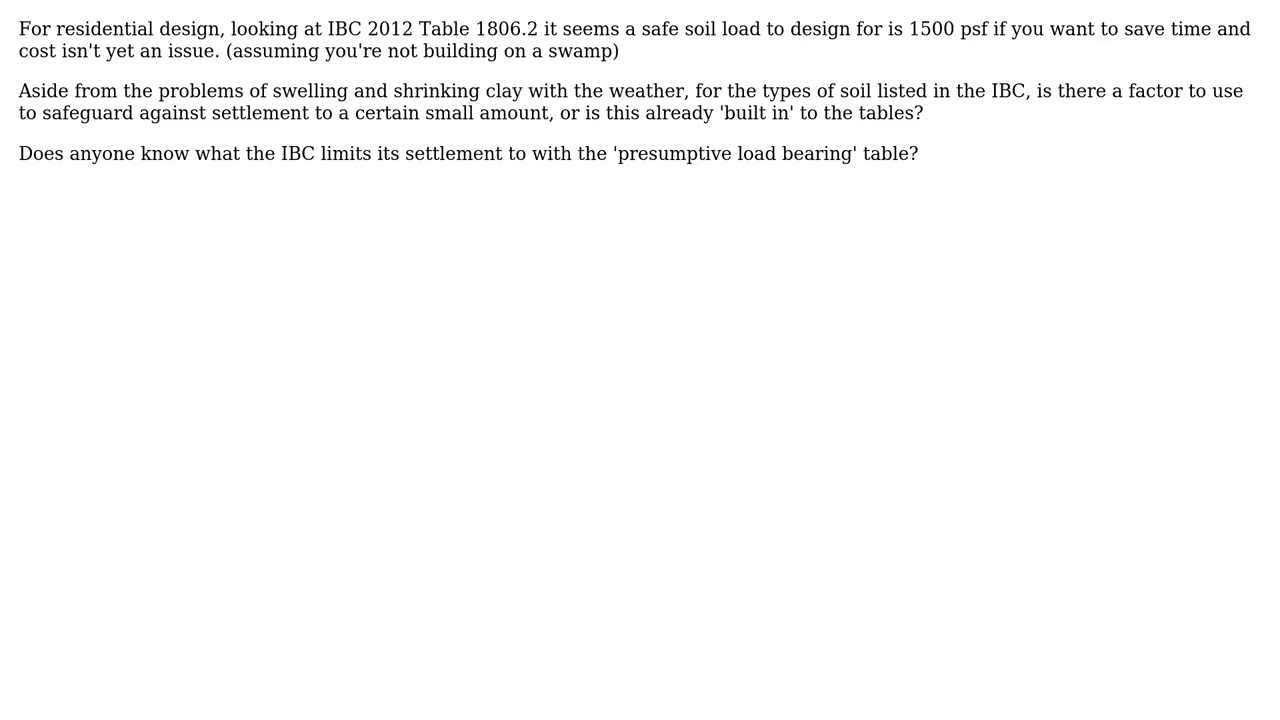 For residential design, looking at IBC 2012 Table 1806.2 it seems a safe soil load to design for is 1500 psf if you want to save time and
cost isn't yet an issue. (assuming you're not building on a swamp)
Aside from the problems of swelling and shrinking clay with the weather, for the types of soil listed in the IBC, is there a factor to use
to safeguard against settlement to a certain small amount, or is this already 'built in' to the tables?
Does anyone know what the IBC limits its settlement to with the 'presumptive load bearing' table?